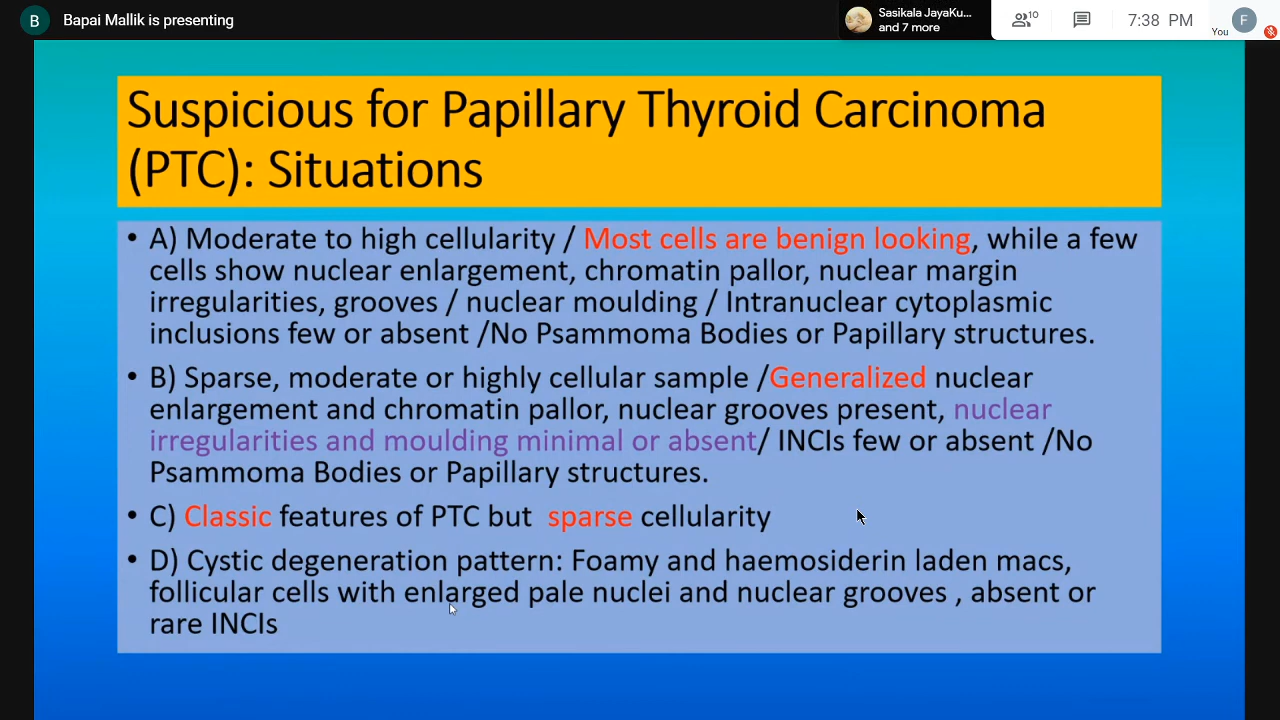 B Bapai Mallik is presenting
Sasikala JayaKu...
and 7 more
10
7:38 PM
You
F
Suspicious for Papillary Thyroid Carcinoma
(PTC): Situations
• A) Moderate to high cellularity / Most cells are benign looking, while a few
cells show nuclear enlargement, chromatin pallor, nuclear margin
irregularities, grooves / nuclear moulding / Intranuclear cytoplasmic
inclusions few or absent /No Psammoma Bodies or Papillary structures.
• B) Sparse, moderate or highly cellular sample /Generalized nuclear
enlargement and chromatin pallor, nuclear grooves present, nuclear
irregularities and moulding minimal or absent/ INCIs few or absent /No
Psammoma Bodies or Papillary structures.
• C) Classic features of PTC but sparse cellularity
• D) Cystic degeneration pattern: Foamy and haemosiderin laden macs,
follicular cells with enlarged pale nuclei and nuclear grooves , absent or
rare INCIs